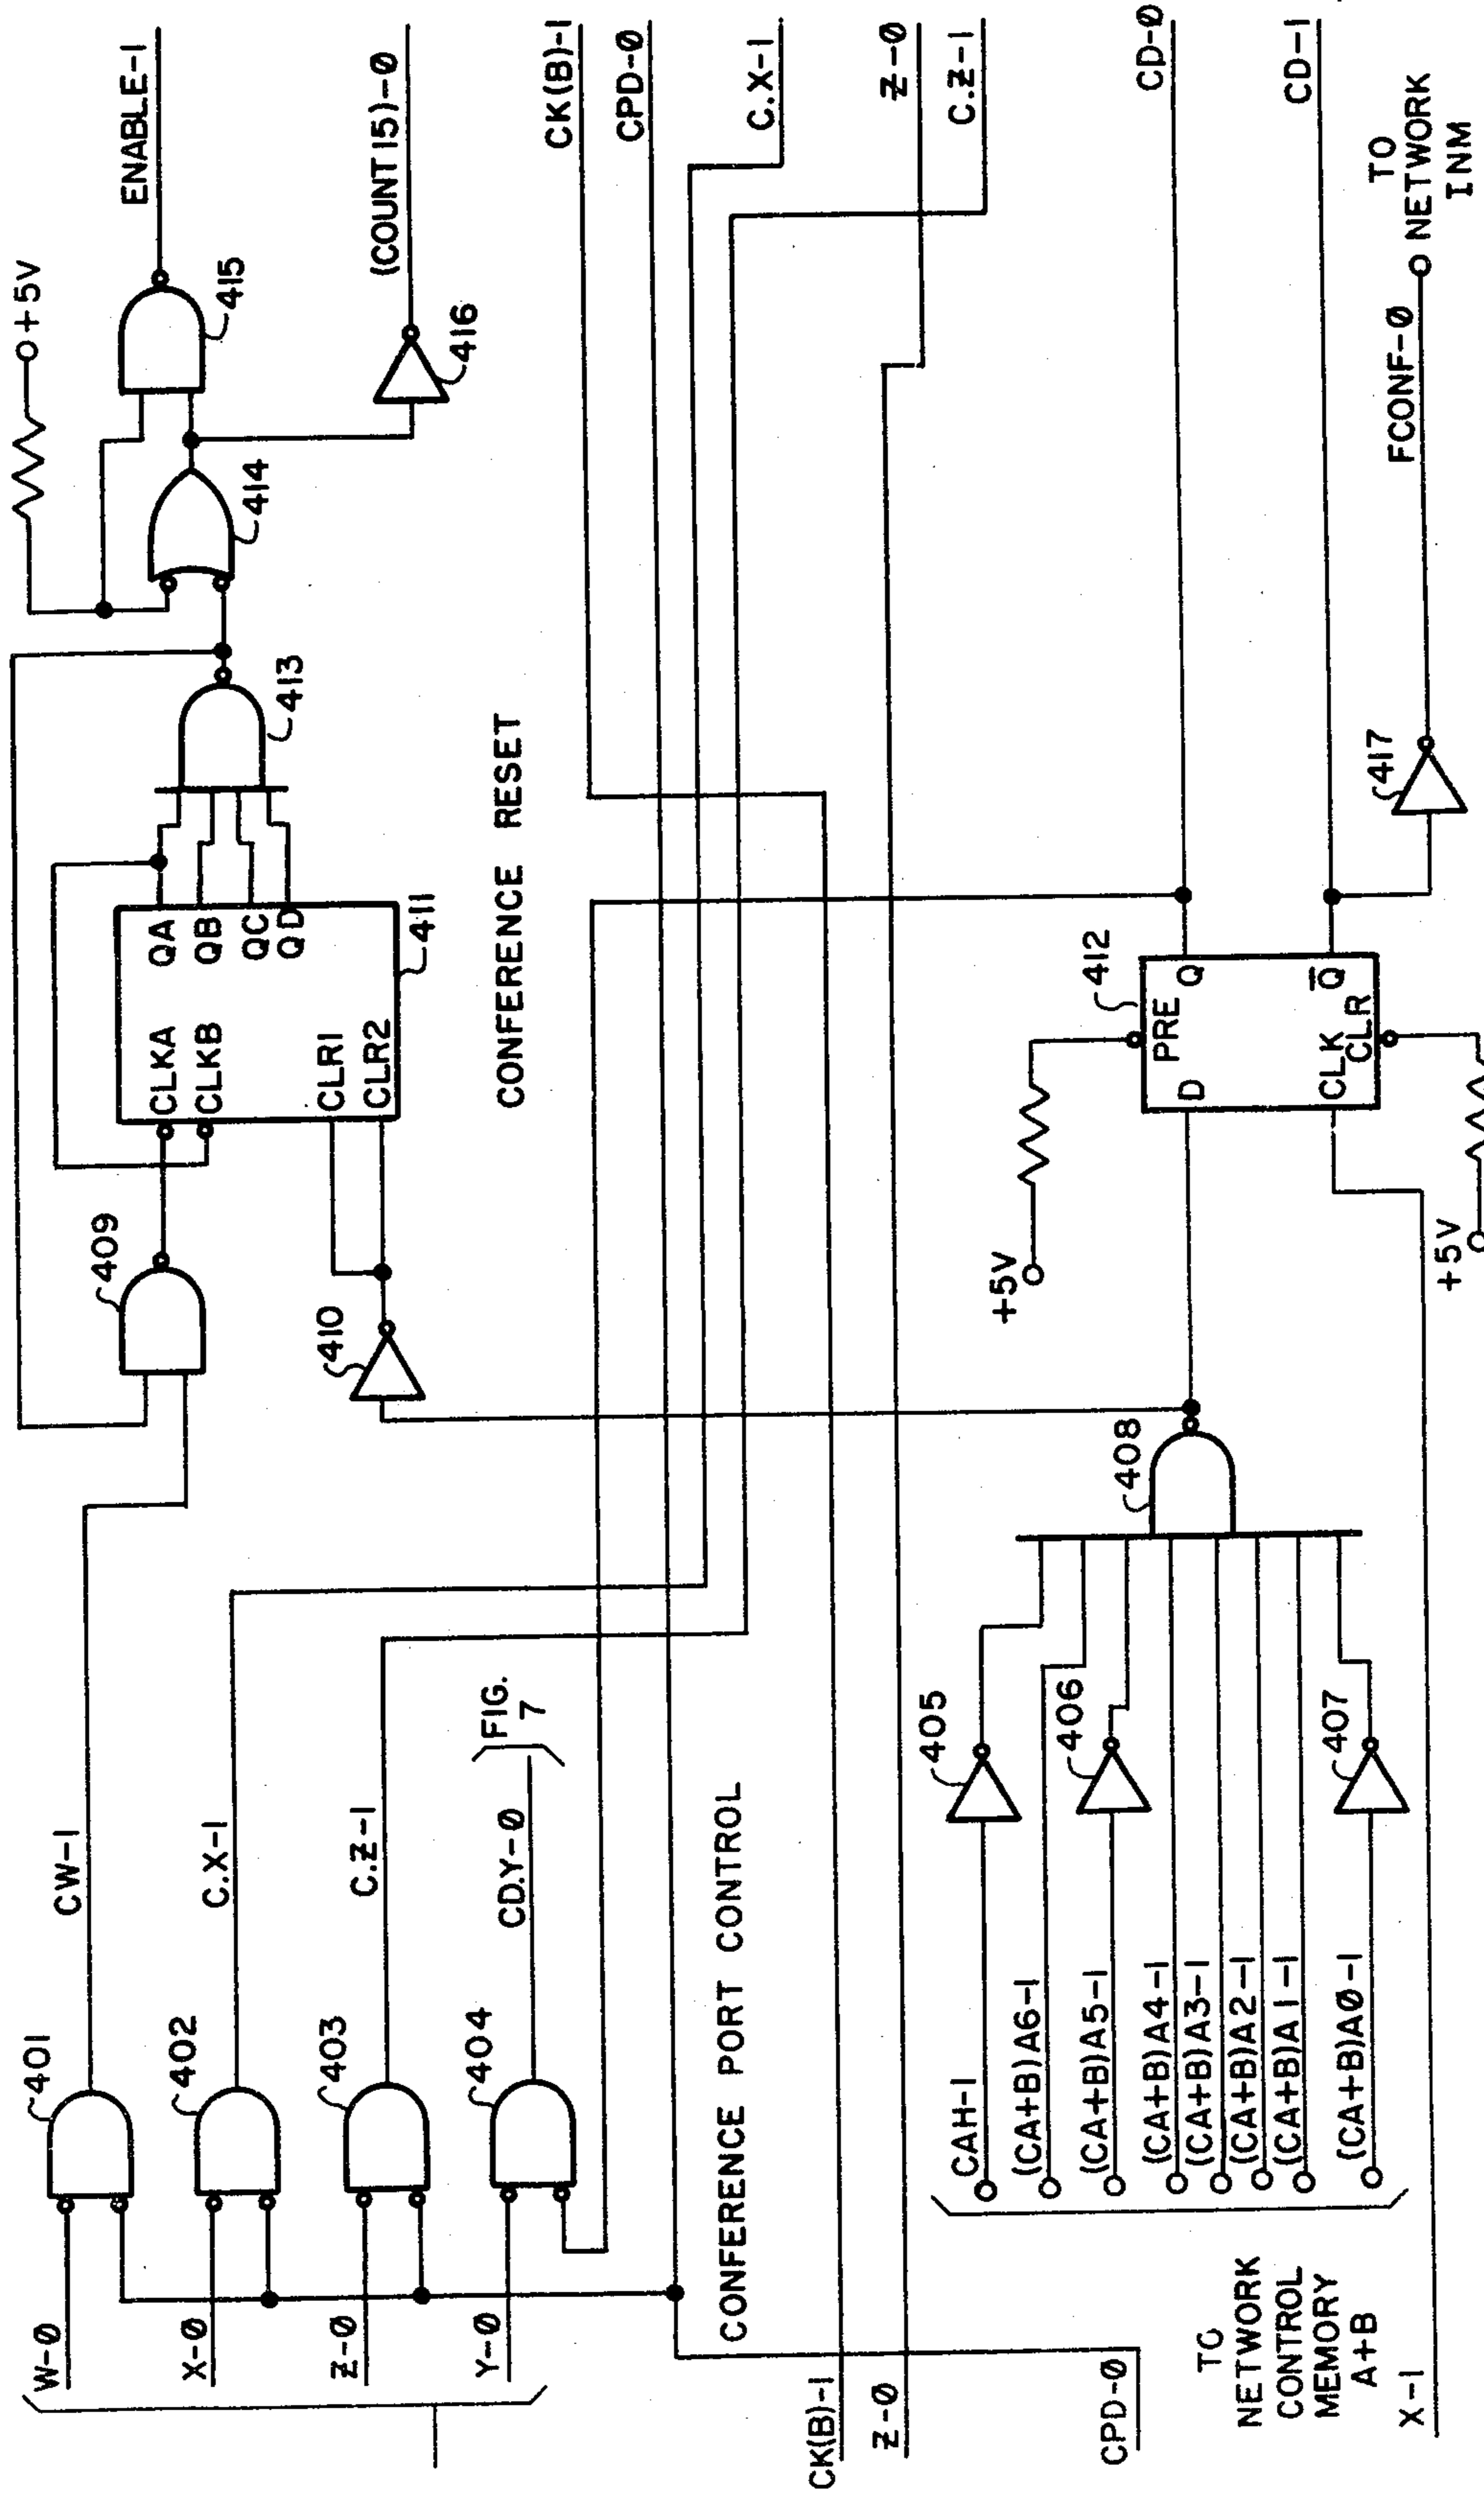 W-0
X-0
Z-0
Y-0
401
402
403
404
CW-1
C.X-1
C.Z-1
CD.Y-0
FIG.
7
409
410
CLKA
CLKB
CLR1
CLR2
QA
QB
QC
QD
411
413
414
+5V
415
416
ENABLE-1
(COUNT 15)-0
CONFERENCE RESET
CONFERENCE PORT CONTROL
CK(B)-1
CPD-0
C.X-1
Z-0
C.Z-1
CD-0
CD-1
CK(B)-1
Z-0
CPD-0
TO
NETWORK
CONTROL
MEMORY
A+B
X-1
CAH-1
(CA+B)A6-1
(CA+B)A5-1
(CA+B)A4-1
(CA+B)A3-1
(CA+B)A2-1
(CA+B)A1-1
(CA+B)A0-1
405
406
407
408
+5V
412
PRE
D
Q
CLK
Q̅
CLR
+5V
417
FCONF-0
TO
NETWORK
INM